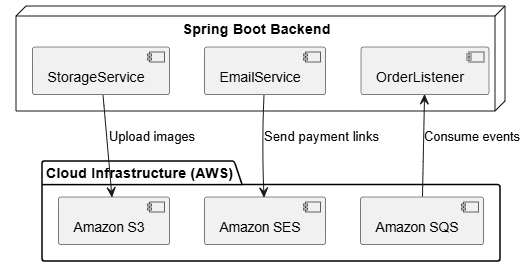 Spring Boot Backend
StorageService
EmailService
OrderListener
Upload images
Send payment links
Consume events
Cloud Infrastructure (AWS)
Amazon S3
Amazon SES
Amazon SQS